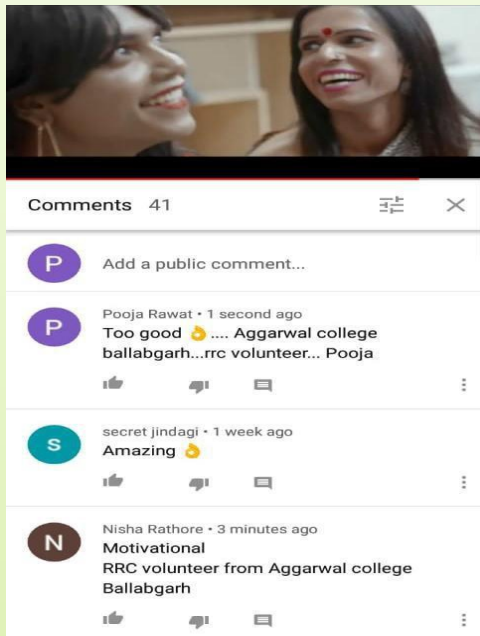 Comments 41
P
Add a public comment...
P
Pooja Rawat • 1 second ago
Too good 👌 .... Aggarwal college
ballabgarh...rrc volunteer... Pooja
s
secret jindagi • 1 week ago
Amazing 👌
N
Nisha Rathore • 3 minutes ago
Motivational
RRC volunteer from Aggarwal college
Ballabgarh